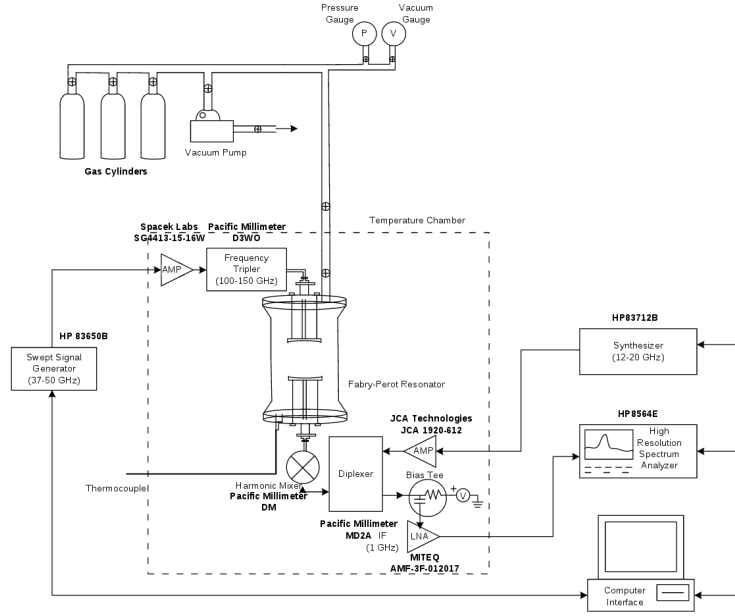 Pressure
Gauge
Vacuum
Gauge
P
V
Vacuum Pump
Gas Cylinders
Temperature Chamber
Spacek Labs
SG4413-15-16W
Pacific Millimeter
D3WO
AMP
Frequency
Tripler
(100-150 GHz)
HP 83650B
Swept Signal
Generator
(37-50 GHz)
HP83712B
Synthesizer
(12-20 GHz)
Fabry-Perot Resonator
HP8564E
High
Resolution
Spectrum
Analyzer
JCA Technologies
JCA 1920-612
AMP
Diplexer
Bias Tee
+
V
Thermocouple
Harmonic Mixer
Pacific Millimeter
DM
Pacific Millimeter
MD2A IF
(1 GHz)
LNA
MITEQ
AMF-3F-012017
Computer
Interface